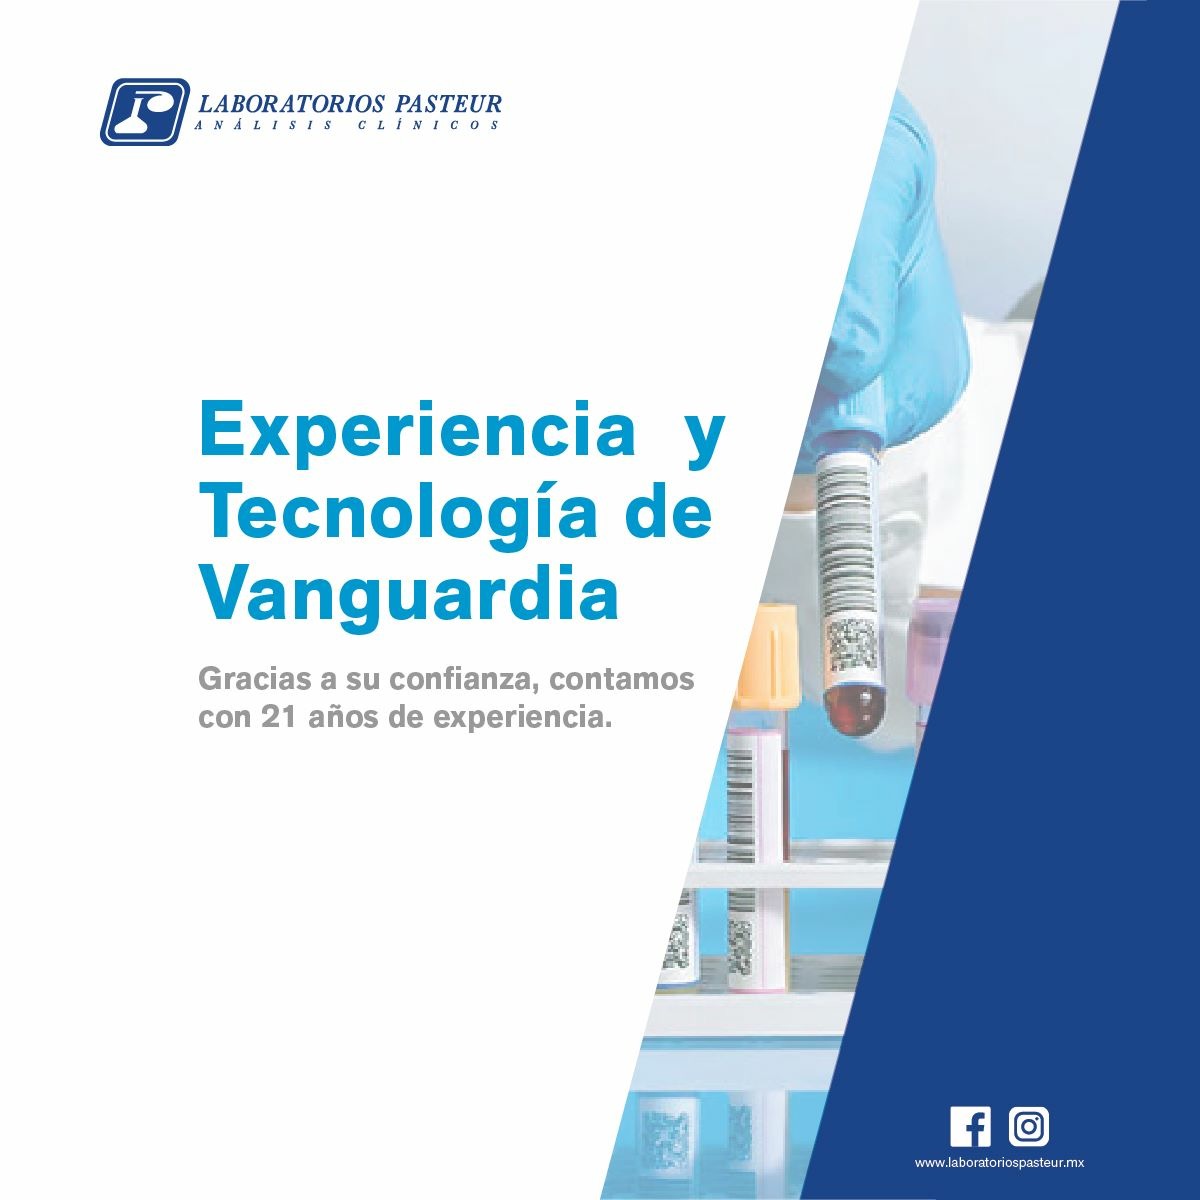 LABORATORIOS PASTEUR
ANÁLISIS CLÍNICOS
Experiencia y
Tecnología de
Vanguardia
Gracias a su confianza, contamos
con 21 años de experiencia.
www.laboratoriospasteur.mx